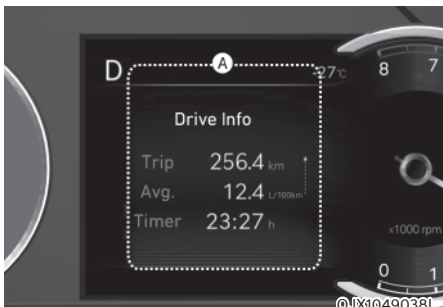 D
A
-27°C
Drive Info
Trip 256.4 km
Avg. 12.4 L/100km
Timer 23:27 h
8 7
x1000 rpm
0 1
OJX1049038L